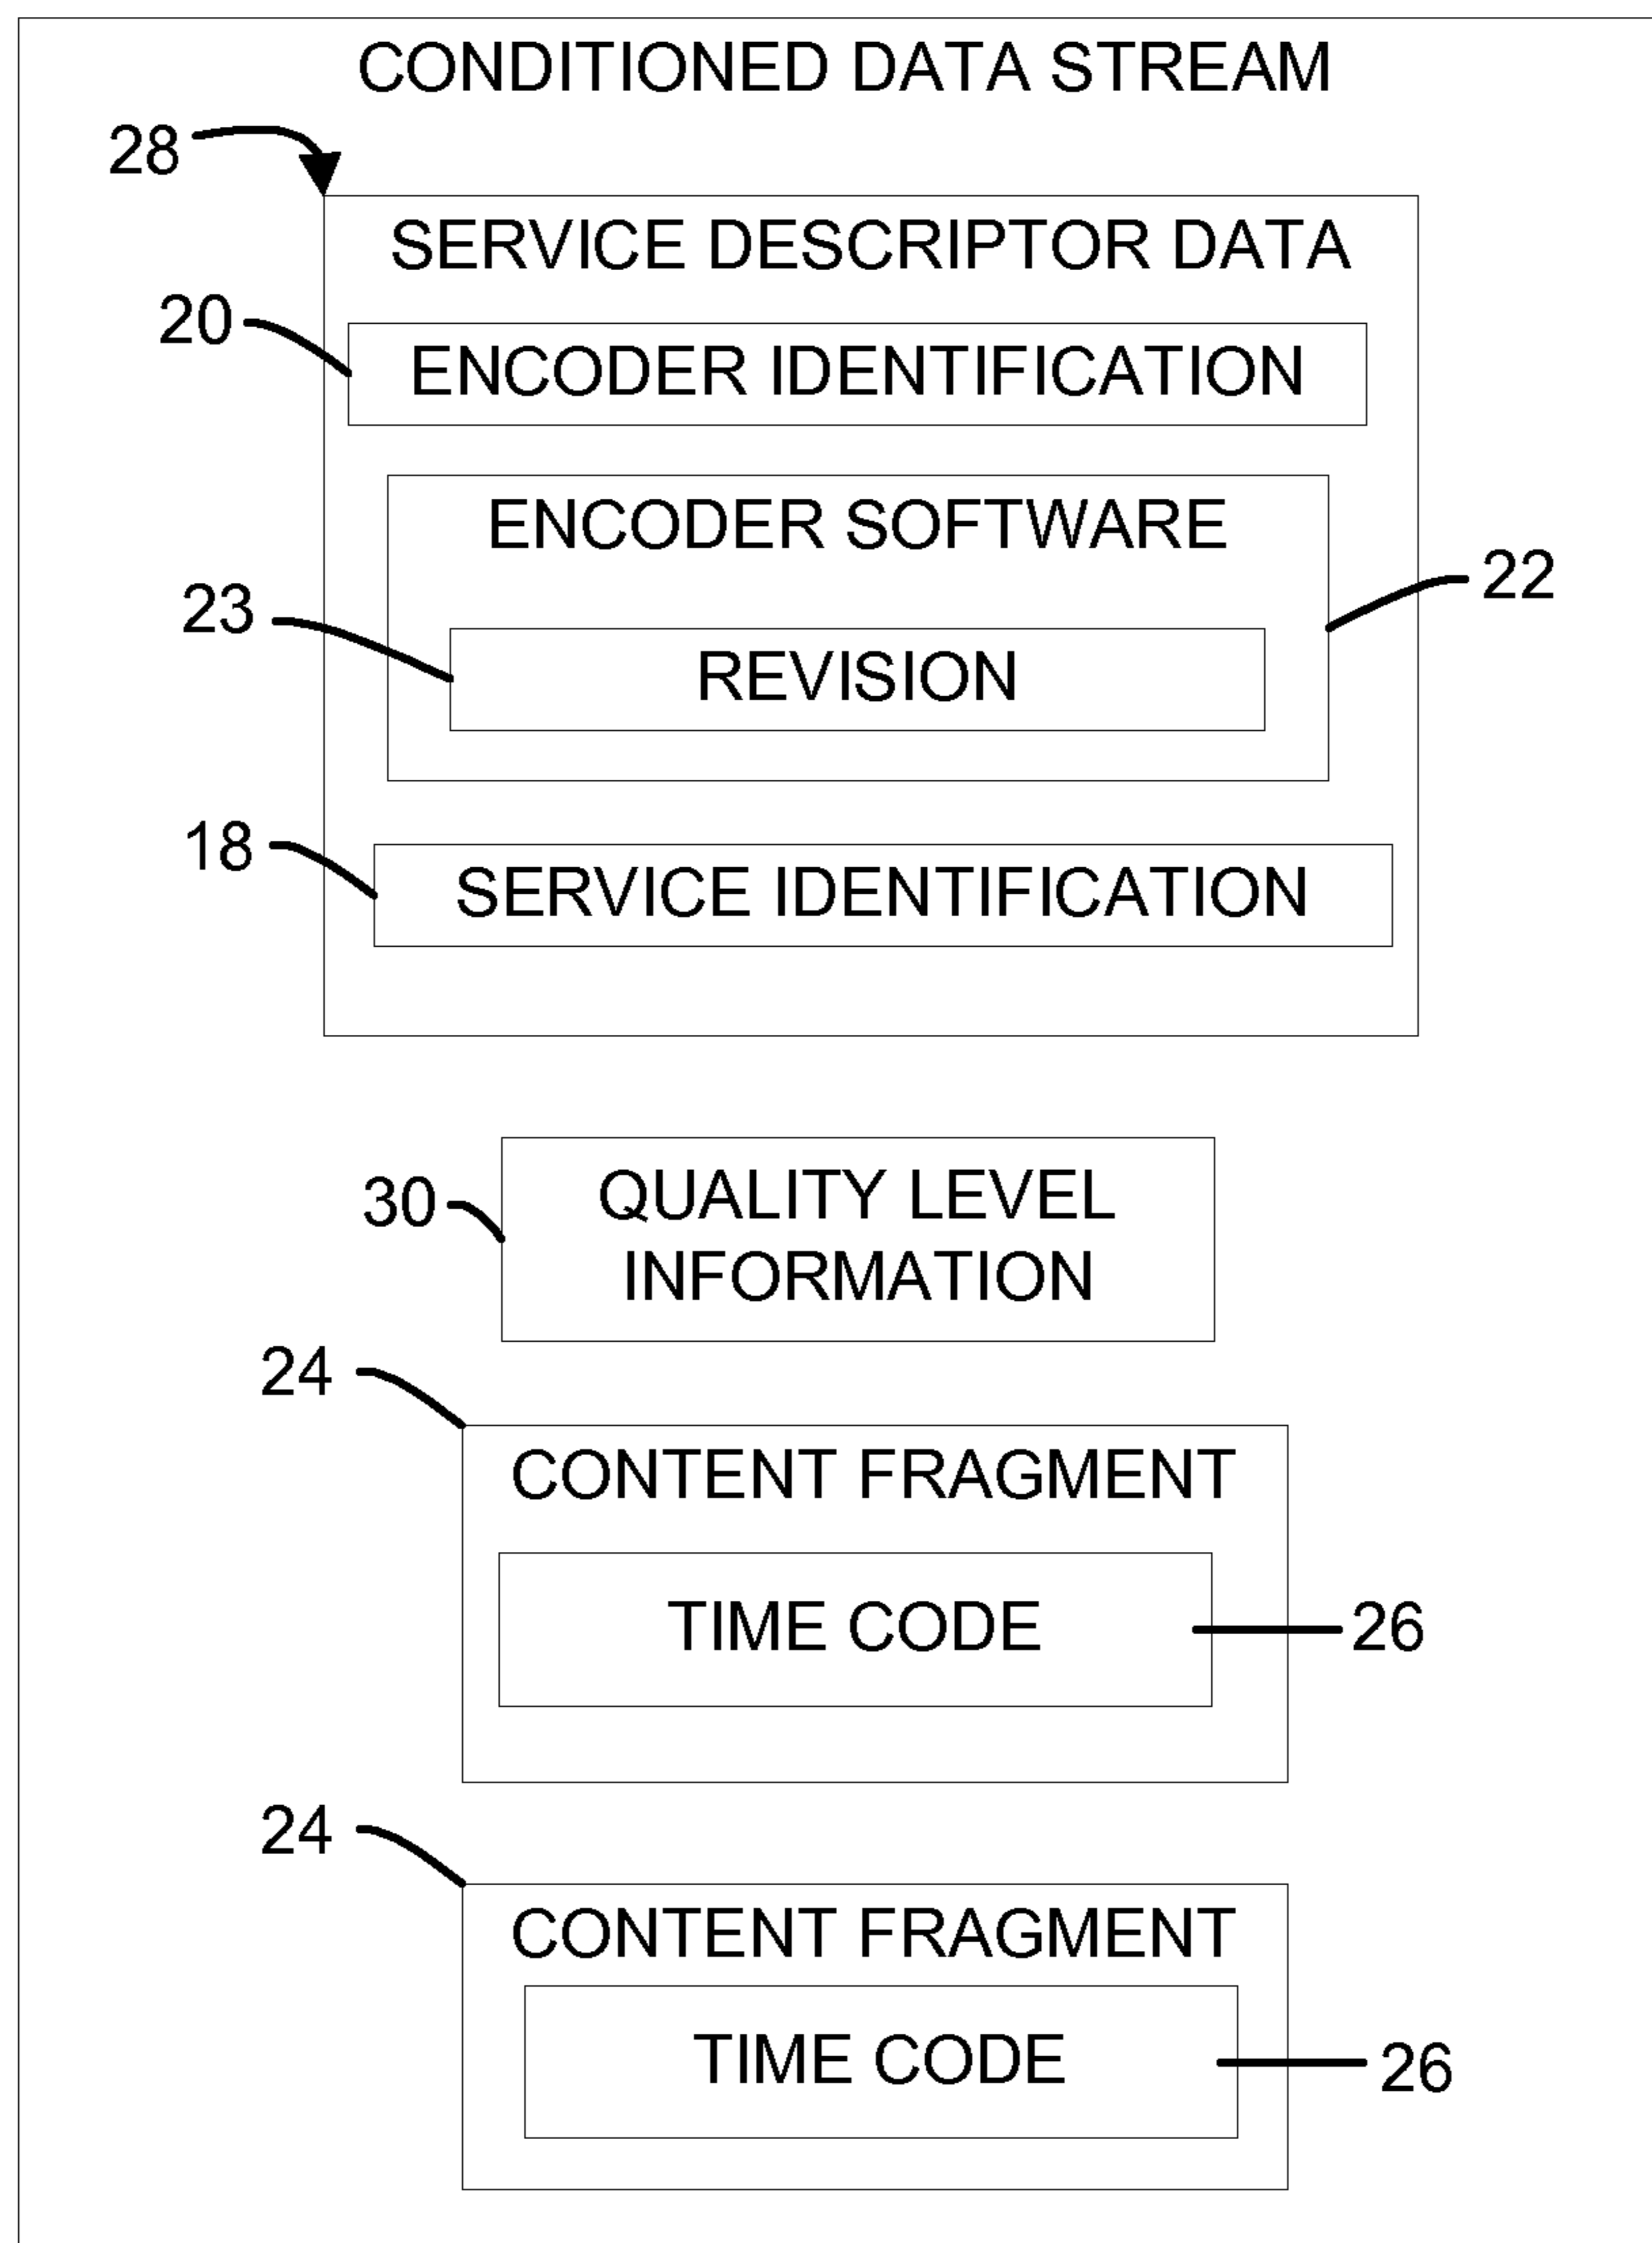 CONDITIONED DATA STREAM
28
SERVICE DESCRIPTOR DATA
20
ENCODER IDENTIFICATION
ENCODER SOFTWARE
22
23
REVISION
18
SERVICE IDENTIFICATION
30
QUALITY LEVEL
INFORMATION
24
CONTENT FRAGMENT
TIME CODE
26
24
CONTENT FRAGMENT
TIME CODE
26